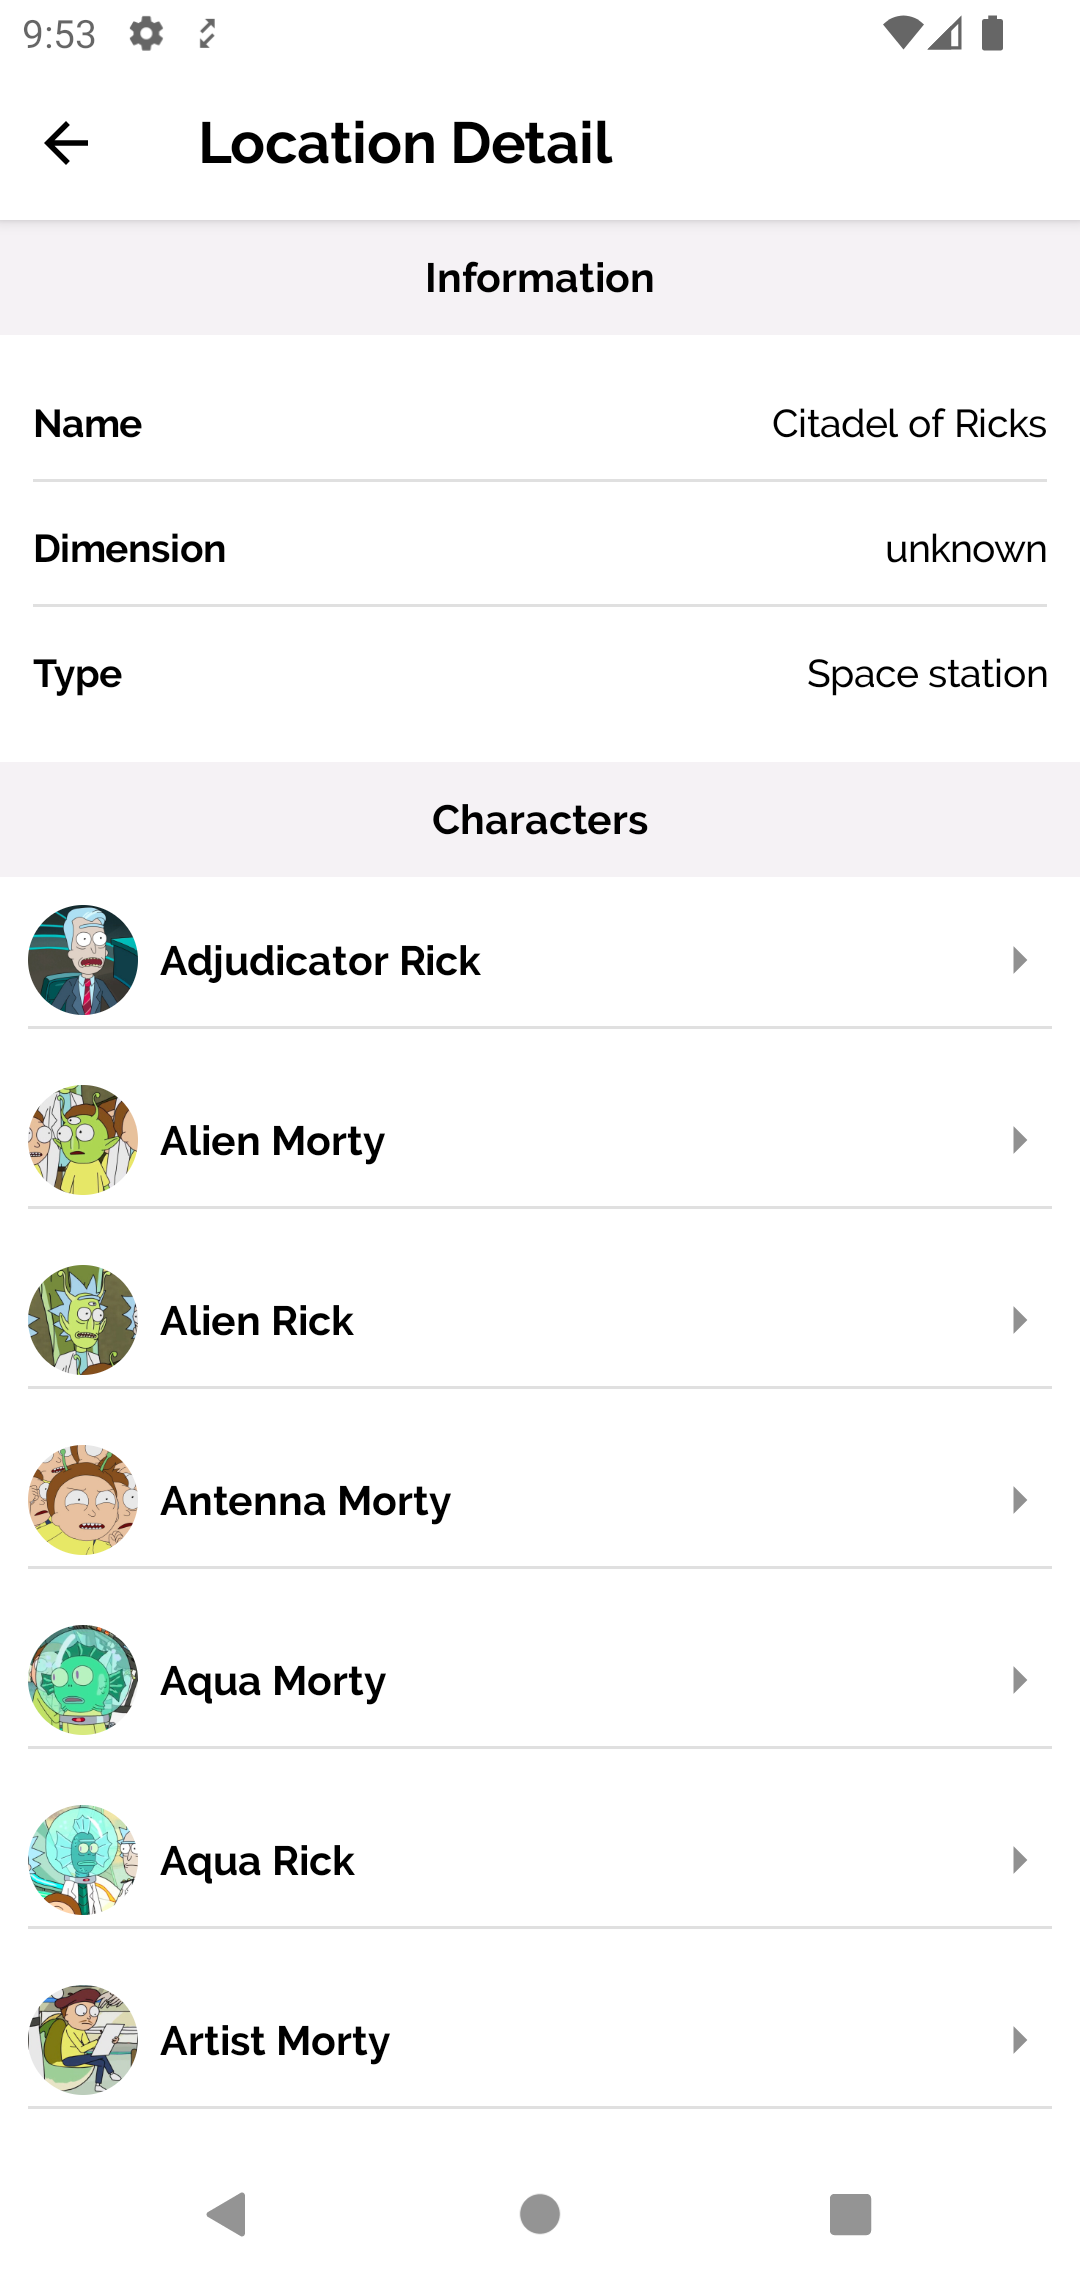 9:53
Location Detail
Information
Name Citadel of Ricks
Dimension unknown
Type Space station
Characters
Adjudicator Rick
Alien Morty
Alien Rick
Antenna Morty
Aqua Morty
Aqua Rick
Artist Morty